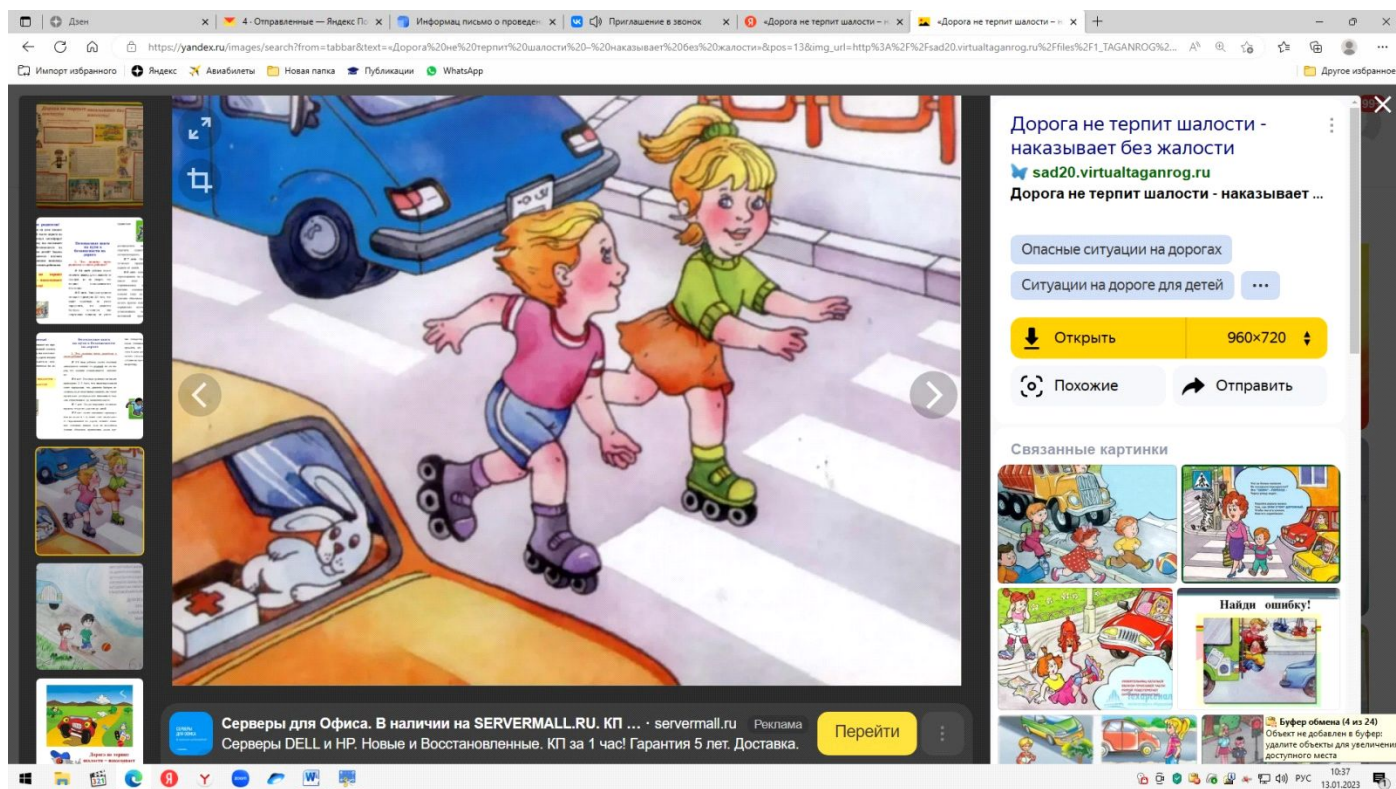 Дзен
4 - Отправленные — Яндекс По
Информац письмо о проведен
Приглашение в звонок
«Дорога не терпит шалости – н
«Дорога не терпит шалости – н
https://yandex.ru/images/search?from=tabbar&text=«Дорога%20не%20терпит%20шалости%20-%20наказывает%20без%20жалости»&pos=13&img_url=http%3A%2F%2Fsad20.virtualtaganrog.ru%2Ffiles%2F1_TAGANROG%2...
Импорт избранного
Яндекс
Авиабилеты
Новая папка
Публикации
WhatsApp
Другое избранное
Дорога не терпит шалости -
наказывает без жалости
sad20.virtualtaganrog.ru
Дорога не терпит шалости - наказывает ...
Опасные ситуации на дорогах
Ситуации на дороге для детей
Открыть
960×720
Похожие
Отправить
Связанные картинки
Найди ошибку!
Серверы для Офиса. В наличии на SERVERMALL.RU. КП ... · servermall.ru
Реклама
Серверы DELL и HP. Новые и Восстановленные. КП за 1 час! Гарантия 5 лет. Доставка.
Перейти
Дорога не терпит
шалости – наказывает
Буфер обмена (4 из 24)
Объект не добавлен в буфер:
удалите объекты для увеличени
доступного места
РУС
10:37
13.01.2023